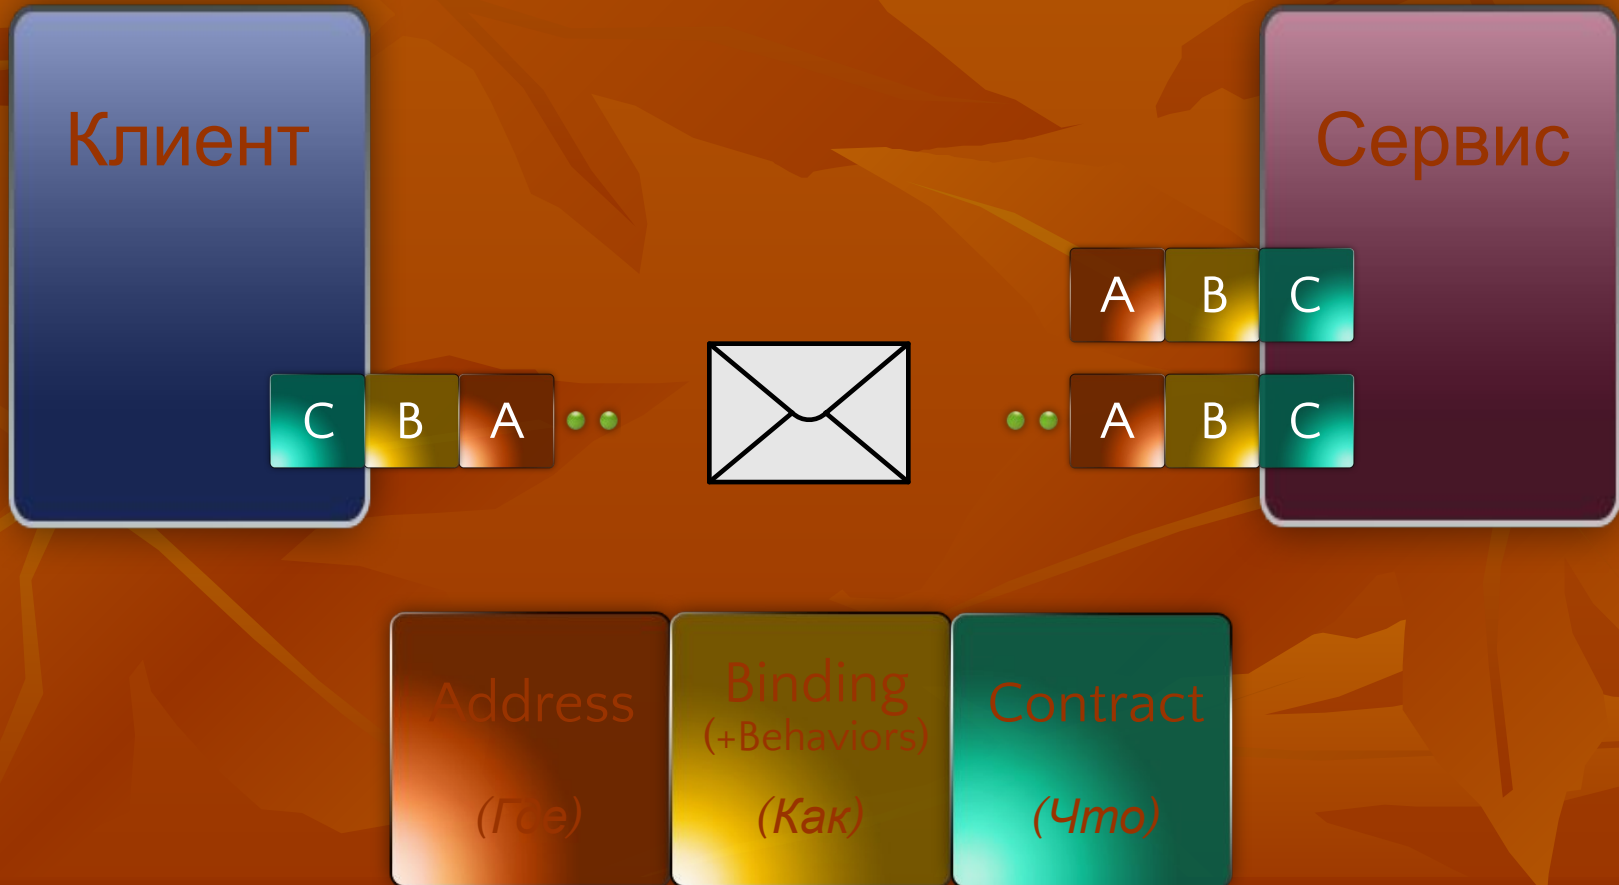 Клиент
Сервис
A B C
C B A
A B C
Address
Binding
(+Behaviors)
Contract
(Где)
(Как)
(Что)